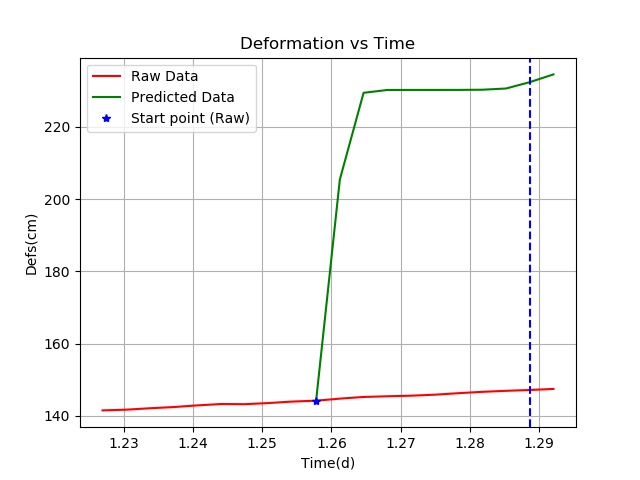 Deformation vs Time
Raw Data
Predicted Data
Start point (Raw)
Defs(cm)
220
200
180
160
140
1.23 1.24 1.25 1.26 1.27 1.28 1.29
Time(d)